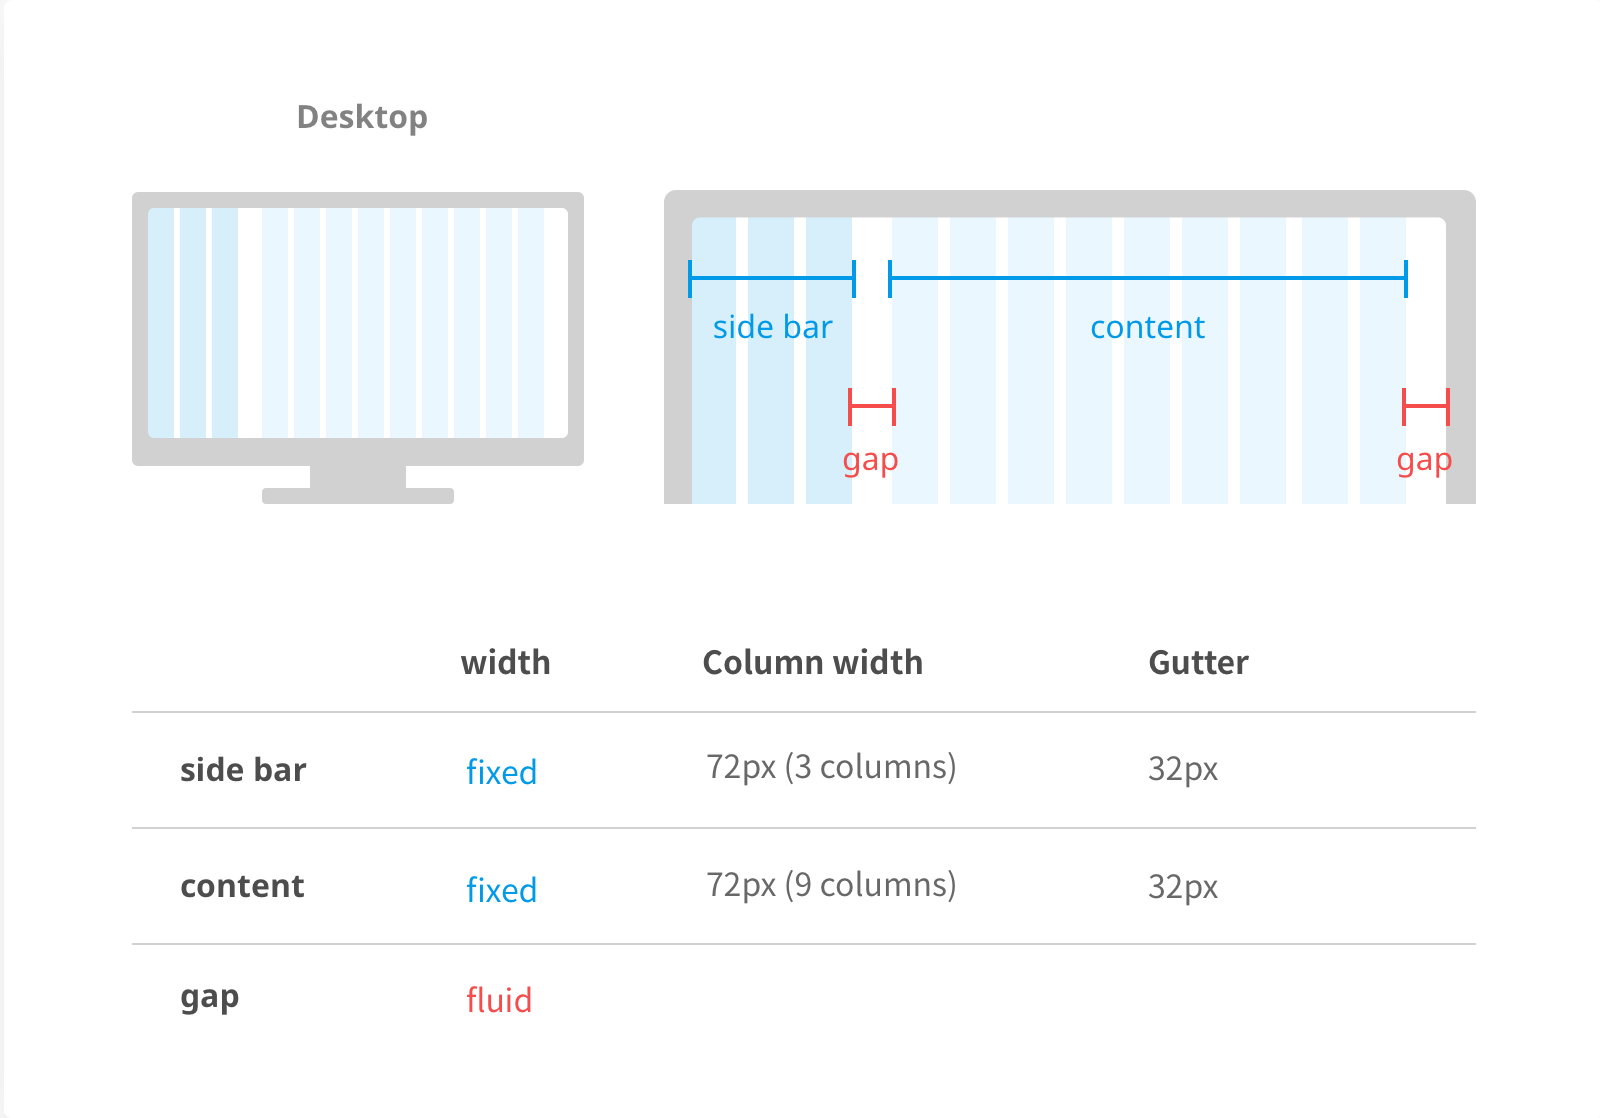 Desktop
side bar
content
gap
gap
width Column width Gutter
side bar fixed 72px (3 columns) 32px
content fixed 72px (9 columns) 32px
gap fluid